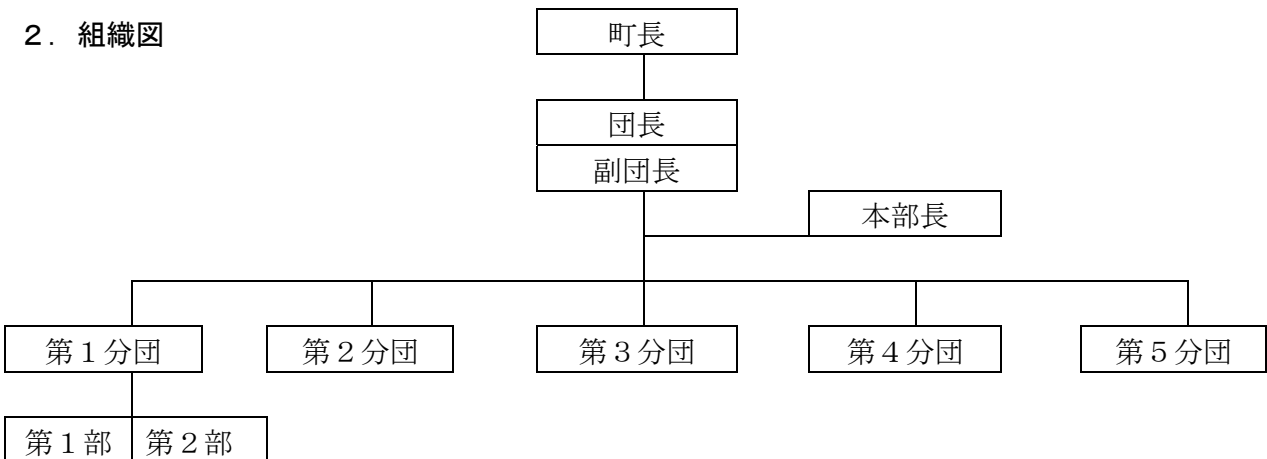 ２．組織図
町長
団長
副団長
本部長
第１分団 第２分団 第３分団 第４分団 第５分団
第１部 第２部